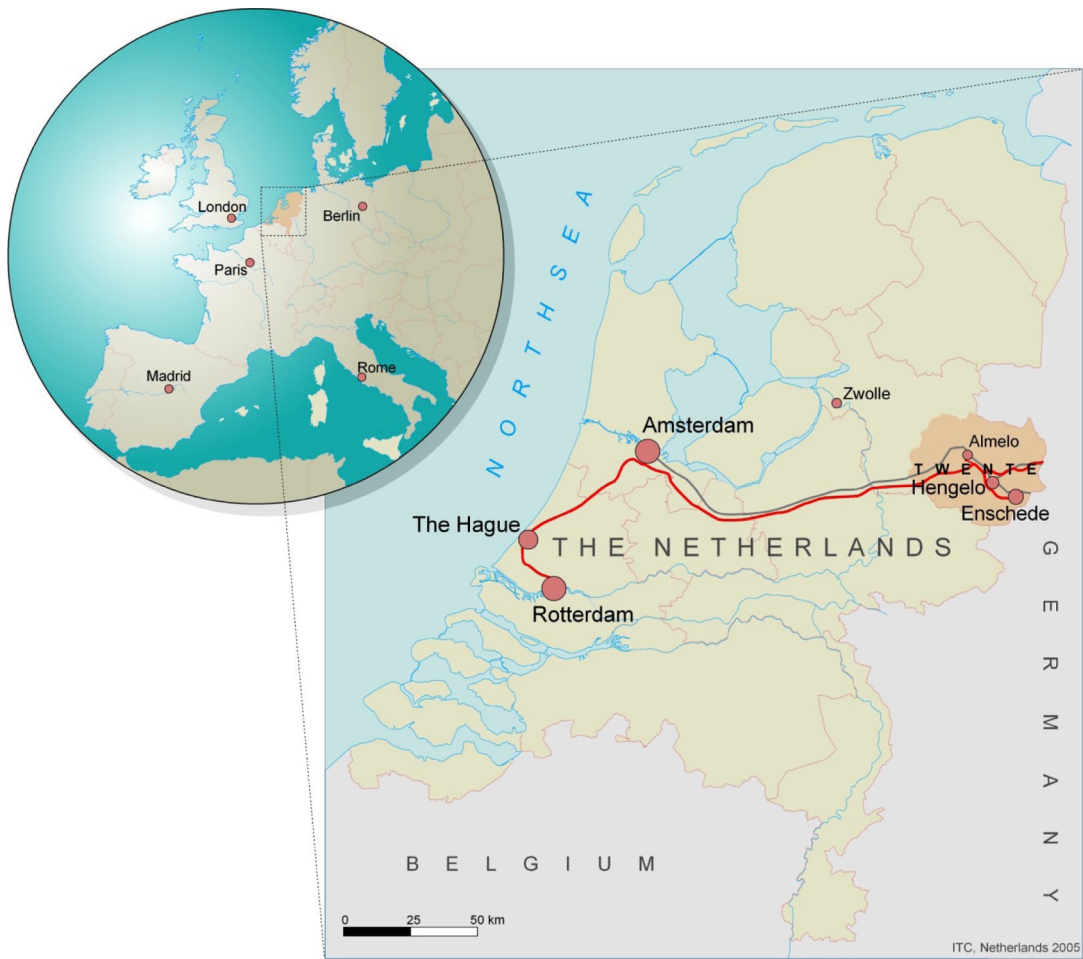 London
Berlin
Paris
Madrid
Rome
NORTH SEA
Zwolle
Amsterdam
Almelo
TWENTE
Hengelo
Enschede
The Hague
THE NETHERLANDS
Rotterdam
GERMANY
BELGIUM
0 25 50 km
ITC, Netherlands 2005